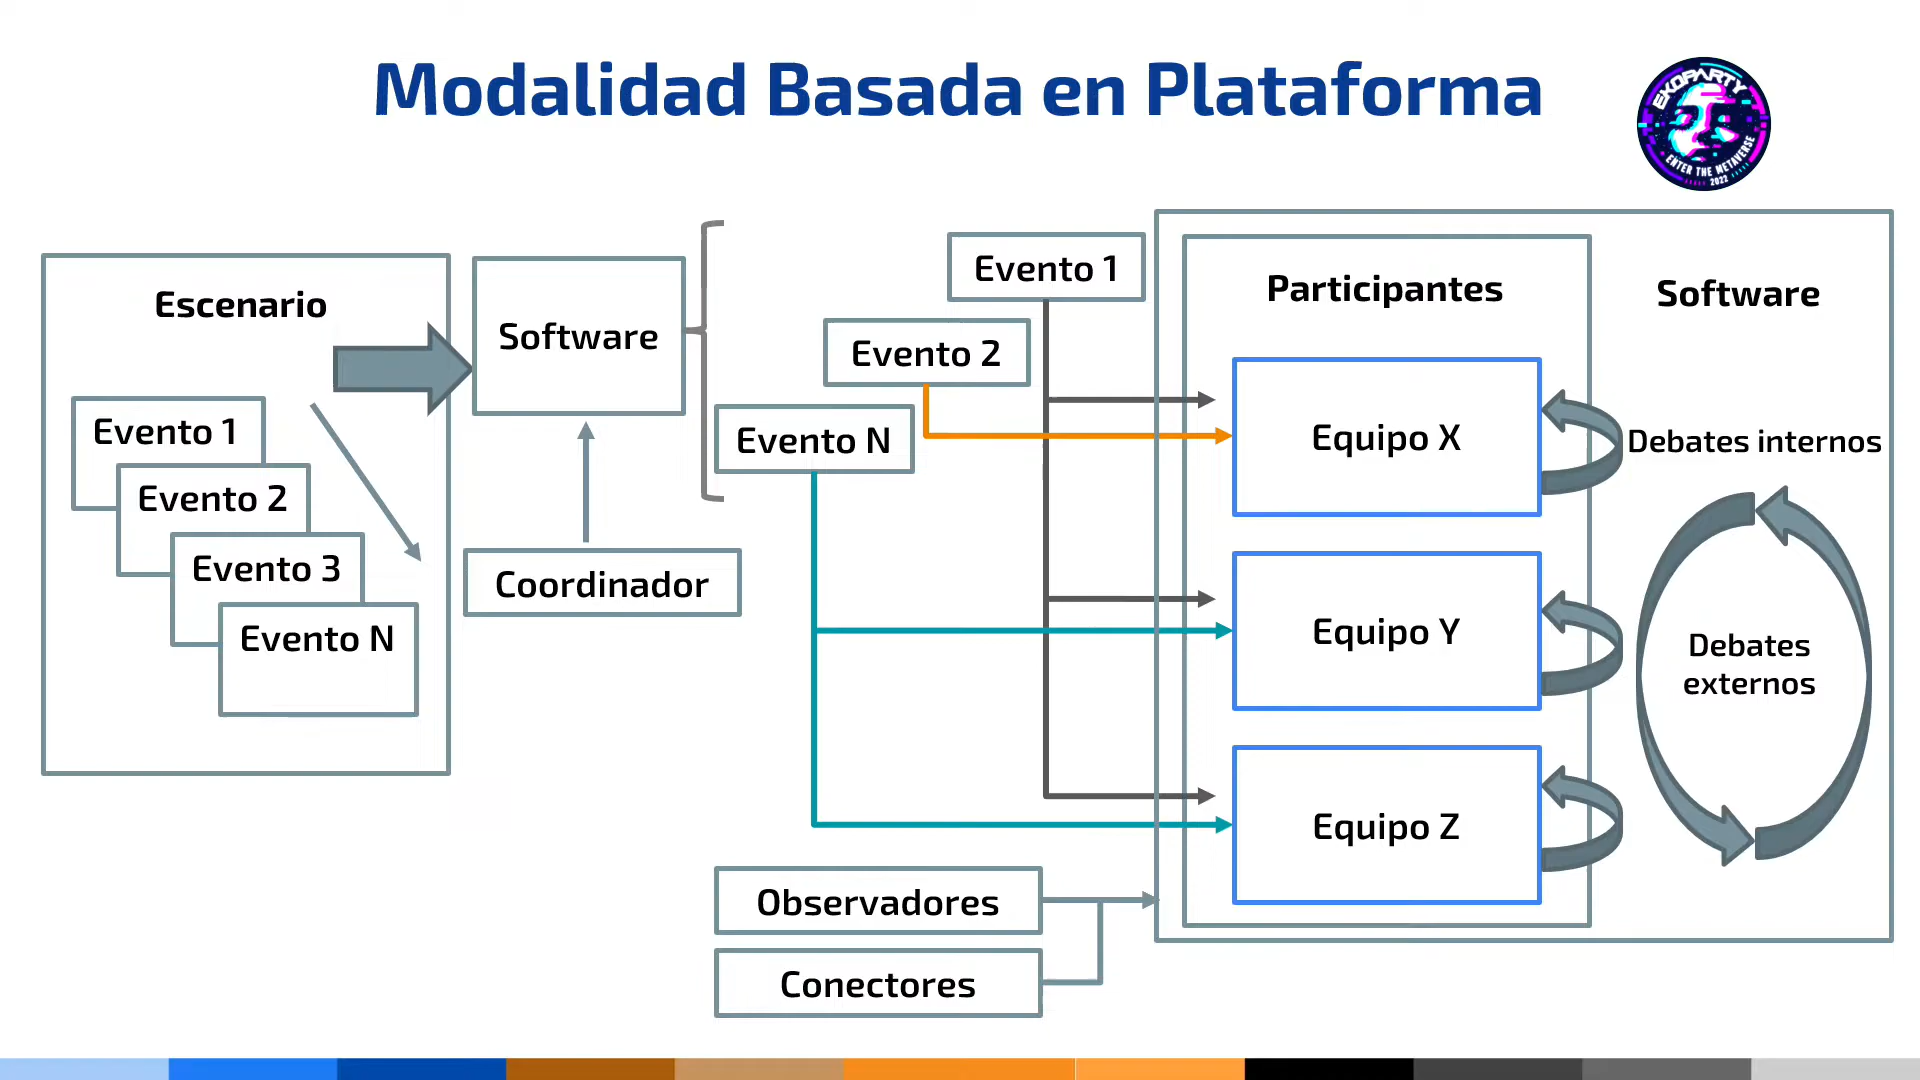 Modalidad Basada en Plataforma
EKOPARTY
ENTER THE METAVERSE
2022
Escenario
Evento 1
Evento 2
Evento 3
Evento N
Software
Coordinador
Evento 1
Evento 2
Evento N
Observadores
Conectores
Participantes
Equipo X
Equipo Y
Equipo Z
Software
Debates internos
Debates
externos